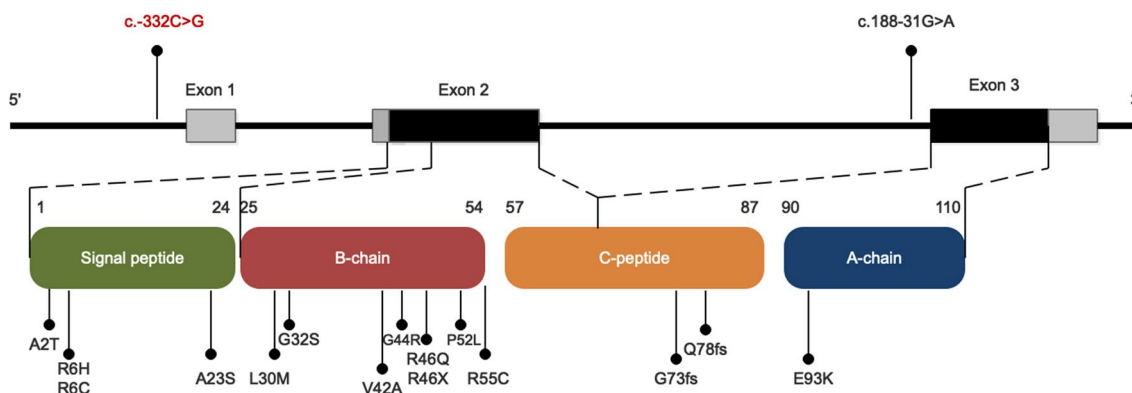 c.-332C>G
c.188-31G>A
Exon 1
Exon 2
Exon 3
5'
1
24
25
54
57
87
90
110
Signal peptide
B-chain
C-peptide
A-chain
A2T
R6H
R6C
A23S
L30M
G32S
V42A
G44R
R46Q
R46X
P52L
R55C
G73fs
Q78fs
E93K